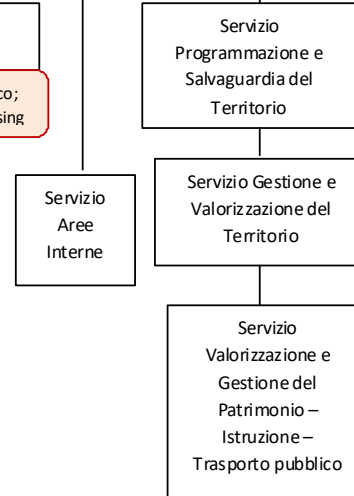 Servizio
Programmazione e
Salvaguardia del
Territorio
co;
sing
Servizio
Aree
Interne
Servizio Gestione e
Valorizzazione del
Territorio
Servizio
Valorizzazione e
Gestione del
Patrimonio –
Istruzione –
Trasporto pubblico